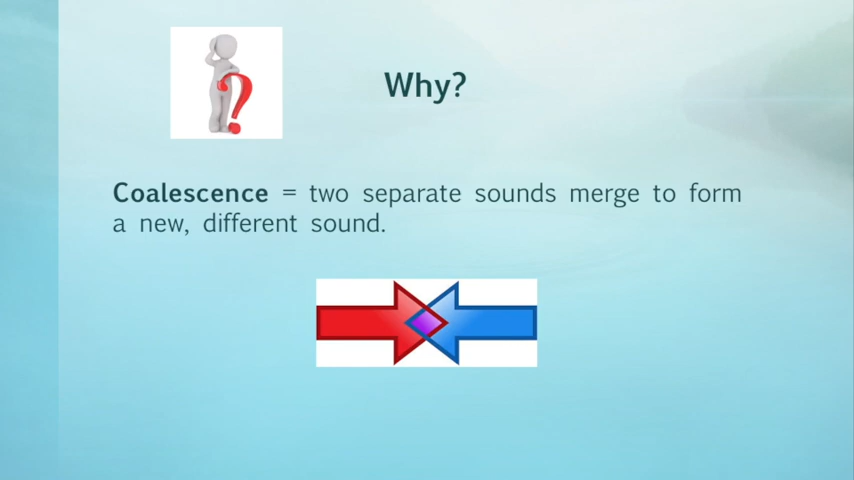 Why?
Coalescence = two separate sounds merge to form
a new, different sound.